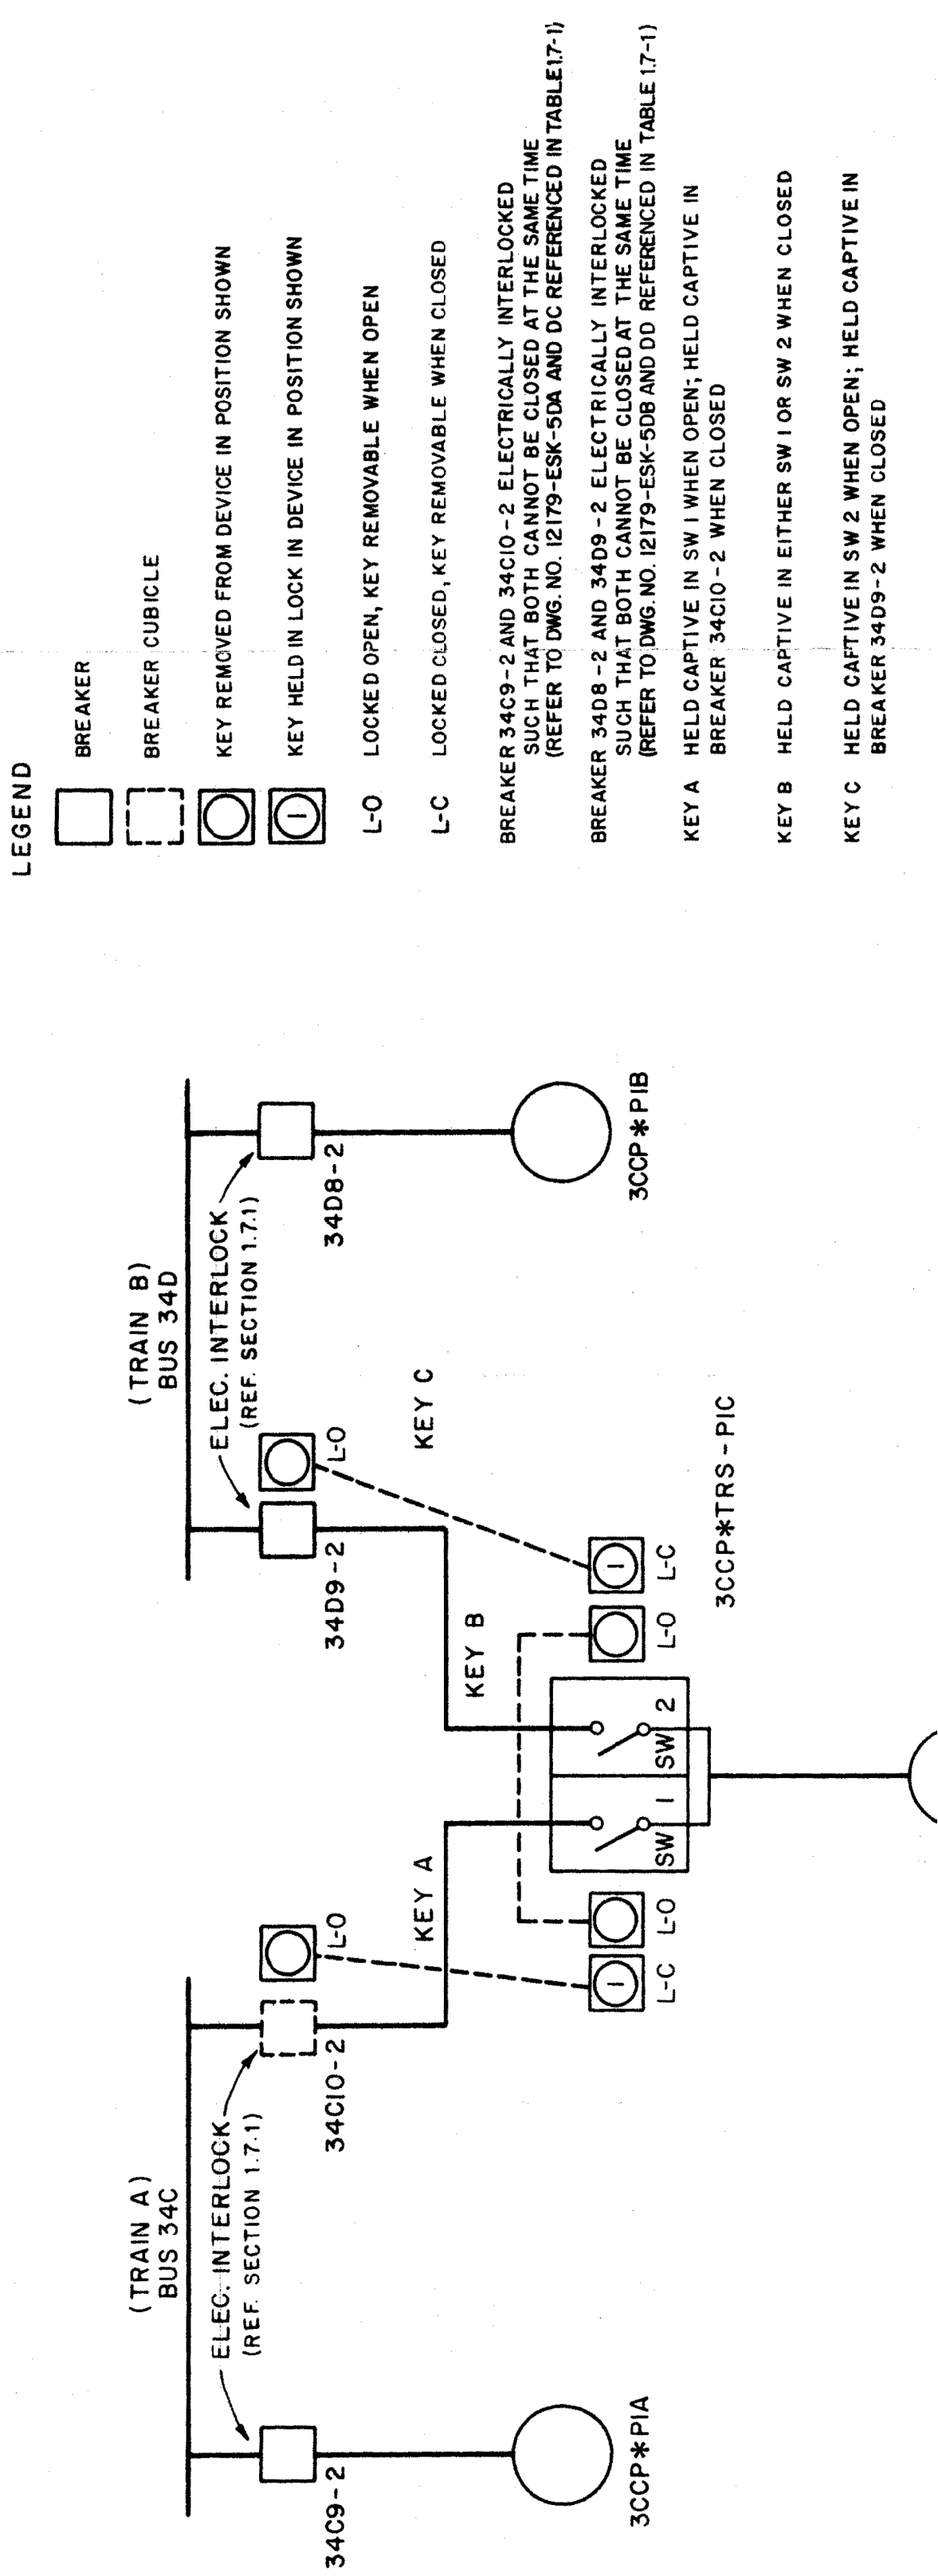 (TRAIN A)
BUS 34C
(TRAIN B)
BUS 34D
ELEC. INTERLOCK
(REF. SECTION 1.7.1)
ELEC. INTERLOCK
(REF. SECTION 1.7.1)
34C9-2
34C10-2
L-O
34D9-2
L-O
34D8-2
KEY A
KEY B
KEY C
3CCP*P1A
L-C
L-O
SW 1
SW 2
L-O
L-C
3CCP*P1B
3CCP*TRS-P1C
LEGEND
BREAKER
BREAKER CUBICLE
KEY REMOVED FROM DEVICE IN POSITION SHOWN
KEY HELD IN LOCK IN DEVICE IN POSITION SHOWN
L-O LOCKED OPEN, KEY REMOVABLE WHEN OPEN
L-C LOCKED CLOSED, KEY REMOVABLE WHEN CLOSED
BREAKER 34C9-2 AND 34C10-2 ELECTRICALLY INTERLOCKED
SUCH THAT BOTH CANNOT BE CLOSED AT THE SAME TIME
(REFER TO DWG. NO. 12179-ESK-5DA AND DC REFERENCED IN TABLE 1.7-1)
BREAKER 34D8-2 AND 34D9-2 ELECTRICALLY INTERLOCKED
SUCH THAT BOTH CANNOT BE CLOSED AT THE SAME TIME
(REFER TO DWG. NO. 12179-ESK-5DB AND DD REFERENCED IN TABLE 1.7-1)
KEY A HELD CAPTIVE IN SW 1 WHEN OPEN; HELD CAPTIVE IN
BREAKER 34C10-2 WHEN CLOSED
KEY B HELD CAPTIVE IN EITHER SW 1 OR SW 2 WHEN CLOSED
KEY C HELD CAPTIVE IN SW 2 WHEN OPEN; HELD CAPTIVE IN
BREAKER 34D9-2 WHEN CLOSED